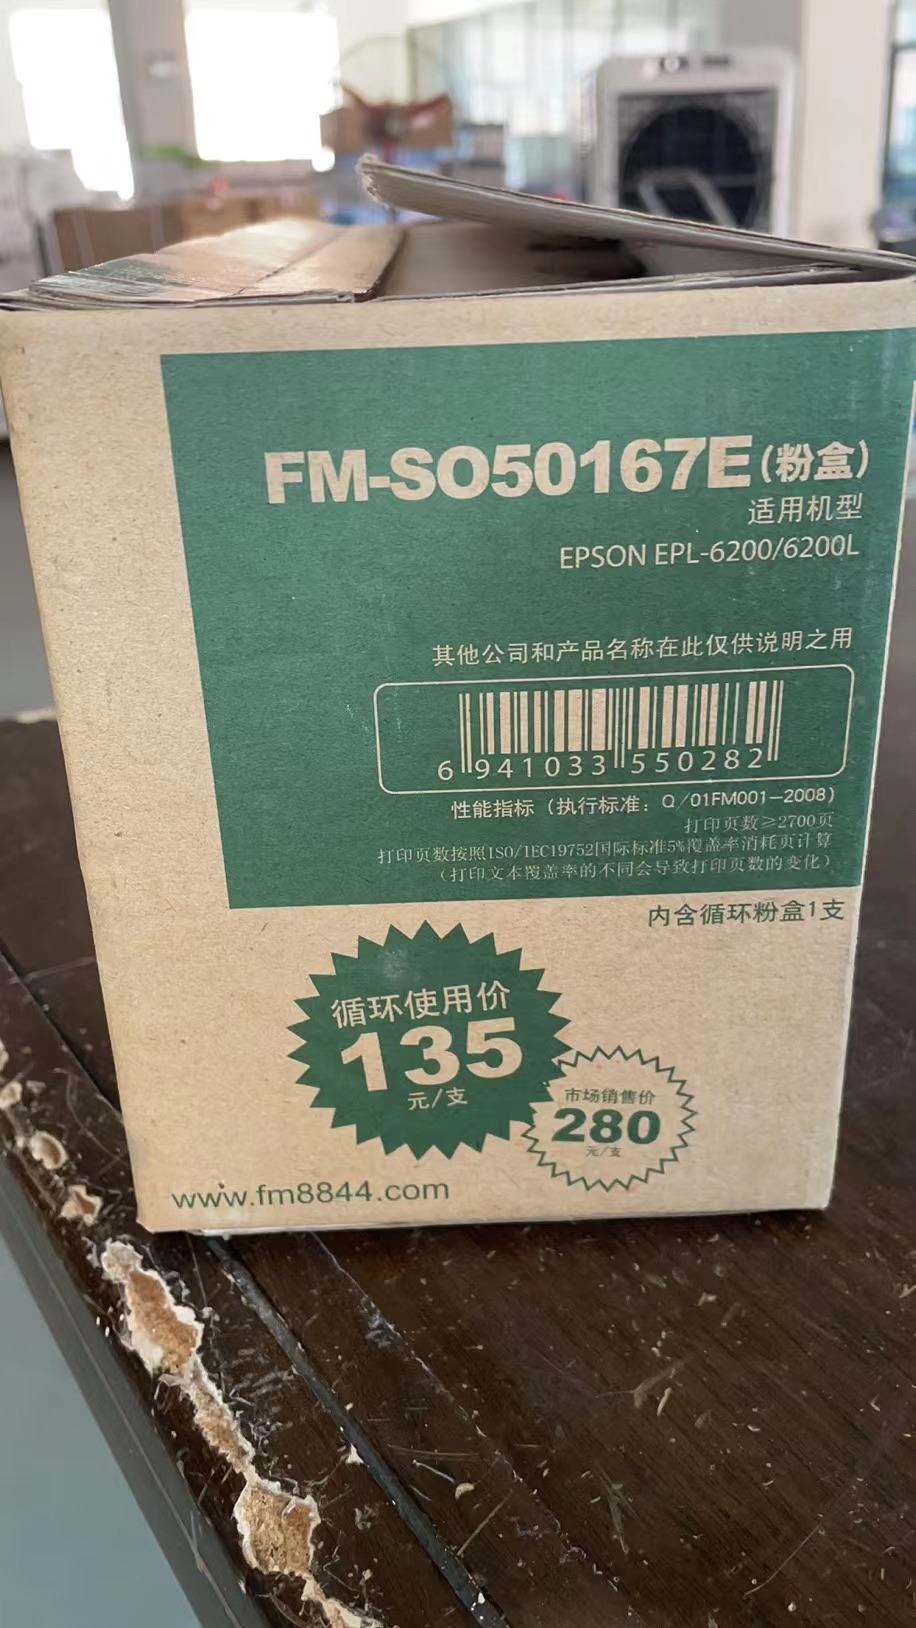 FM-SO50167E(粉盒)
适用机型
EPSON EPL-6200/6200L
其他公司和产品名称在此仅供说明之用
6 941033 550282
性能指标（执行标准：Q/01FM001-2008）
打印页数≥2700页
打印页数按照ISO/IEC19752国际标准5%覆盖率消耗页计算
（打印文本覆盖率的不同会导致打印页数的变化）
内含循环粉盒1支
循环使用价
135
元/支
市场销售价
280
元/支
www.fm8844.com